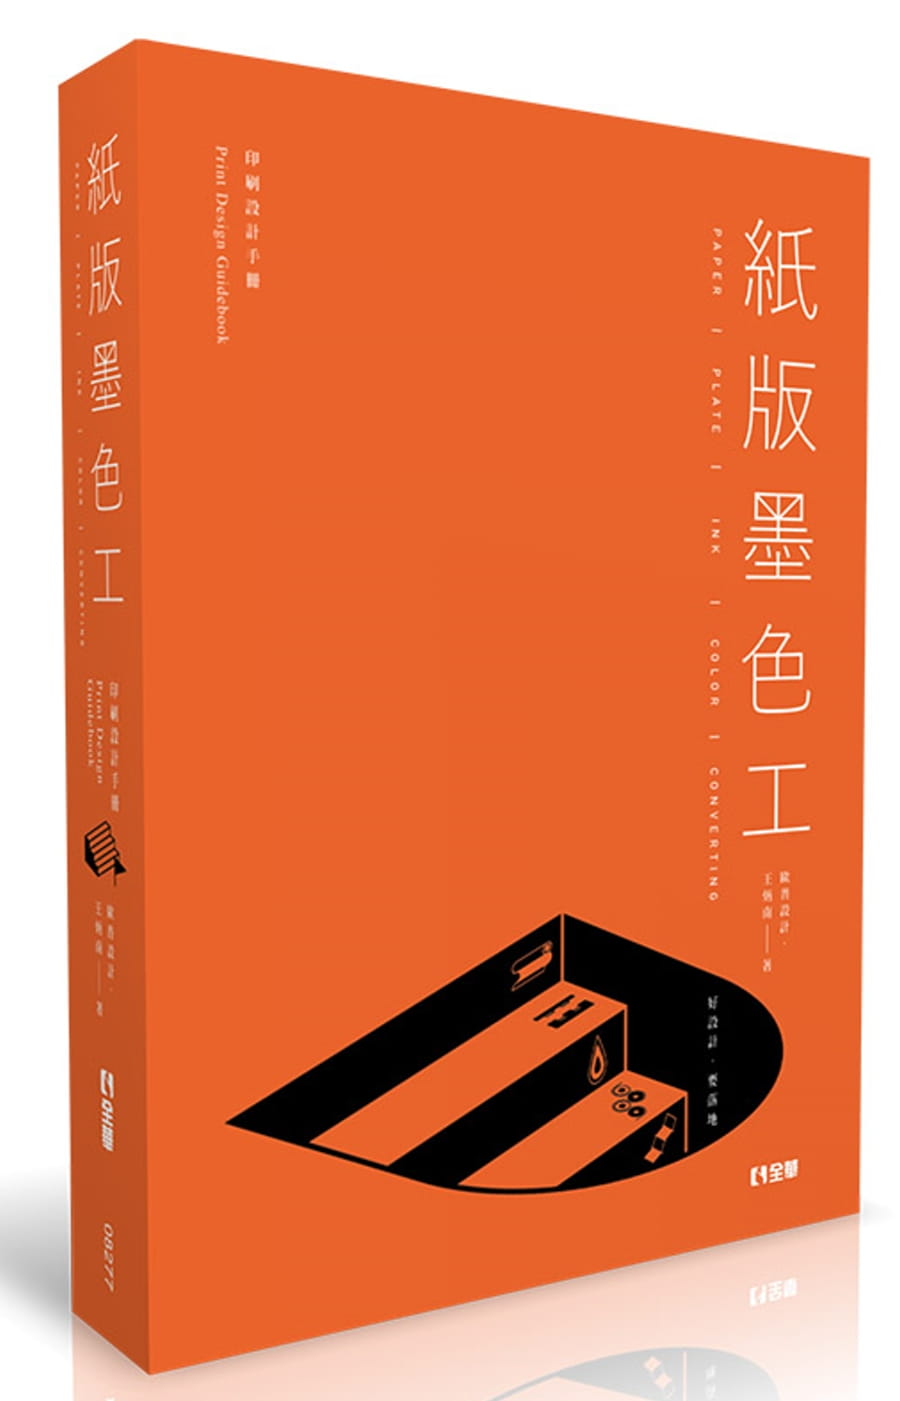 紙版墨色工
PAPER | PLATE | INK | COLOR | CONVERTING
印刷設計手冊
Print Design Guidebook
歐普設計．
王炳南——著
好設計．要落地
全華
紙版墨色工
PAPER | PLATE | INK | COLOR | CONVERTING
印刷設計手冊
Print Design
Guidebook
歐普設計．
王炳南——著
全華
08277